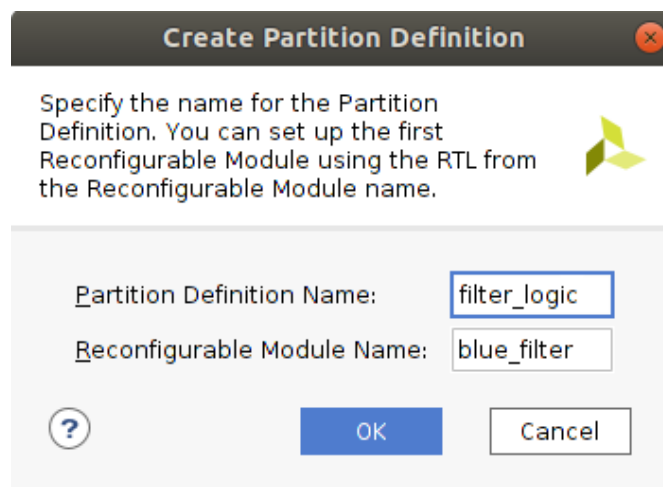 Create Partition Definition
Specify the name for the Partition
Definition. You can set up the first
Reconfigurable Module using the RTL from
the Reconfigurable Module name.
Partition Definition Name: filter_logic
Reconfigurable Module Name: blue_filter
? OK Cancel